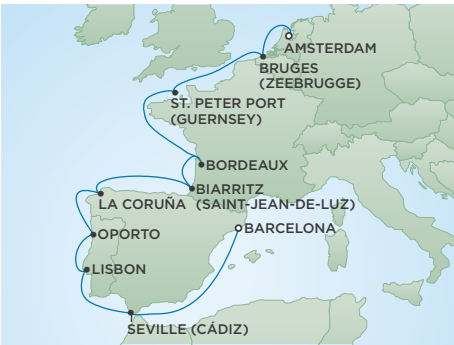 AMSTERDAM
BRUGES
(ZEEBRUGGE)
ST. PETER PORT
(GUERNSEY)
BORDEAUX
BIARRITZ
(SAINT-JEAN-DE-LUZ)
LA CORUÑA
BARCELONA
OPORTO
LISBON
SEVILLE (CÁDIZ)